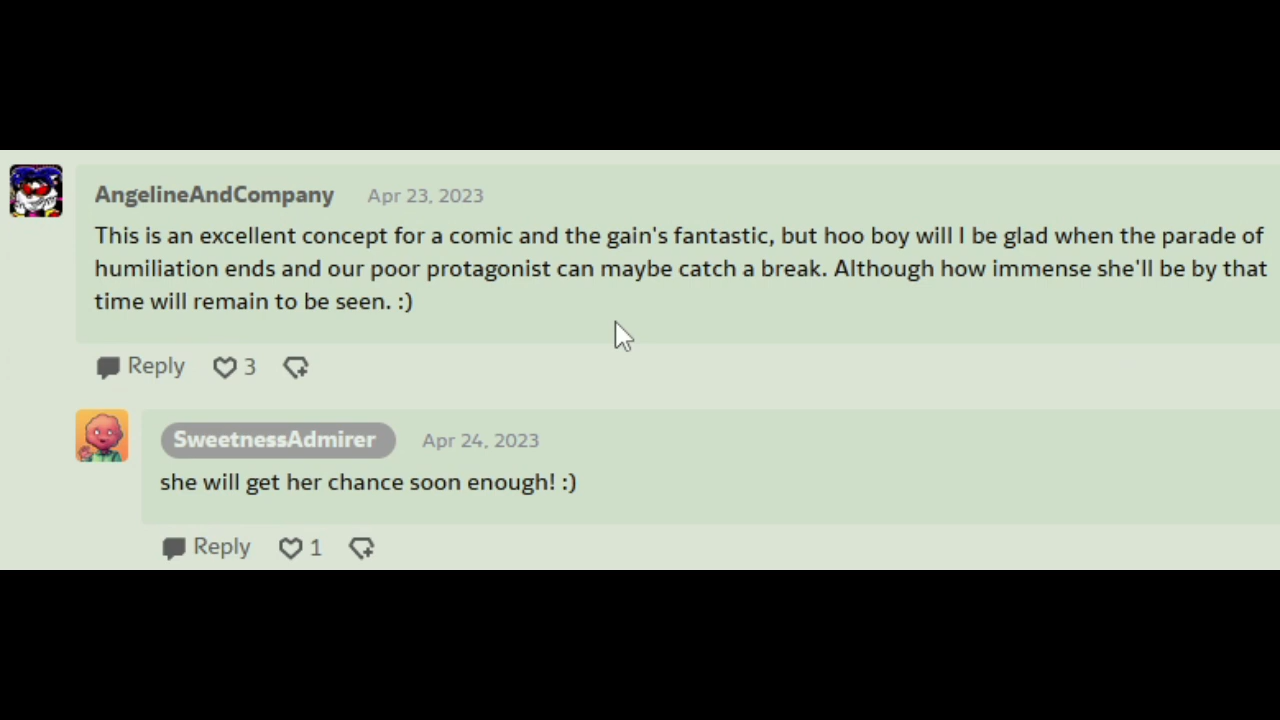 AngelineAndCompany Apr 23, 2023
This is an excellent concept for a comic and the gain's fantastic, but hoo boy will I be glad when the parade of
humiliation ends and our poor protagonist can maybe catch a break. Although how immense she'll be by that
time will remain to be seen. :)
Reply 3
SweetnessAdmirer Apr 24, 2023
she will get her chance soon enough! :)
Reply 1